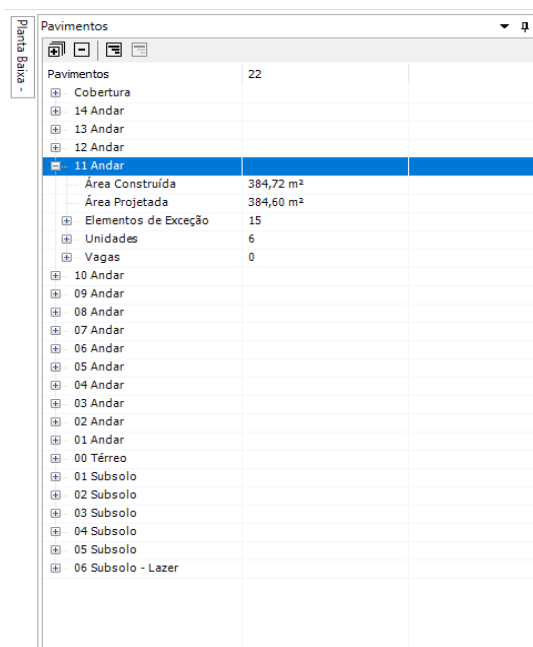 Planta Baixa -
Pavimentos
Pavimentos 22
Cobertura
14 Andar
13 Andar
12 Andar
11 Andar
Área Construída 384,72 m²
Área Projetada 384,60 m²
Elementos de Exceção 15
Unidades 6
Vagas 0
10 Andar
09 Andar
08 Andar
07 Andar
06 Andar
05 Andar
04 Andar
03 Andar
02 Andar
01 Andar
00 Térreo
01 Subsolo
02 Subsolo
03 Subsolo
04 Subsolo
05 Subsolo
06 Subsolo - Lazer